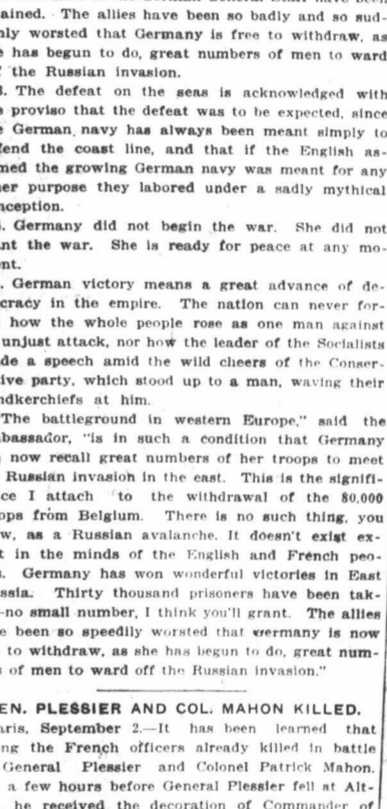 ained. The allies have been so badly and so sud-
nly worsted that Germany is free to withdraw, as
e has begun to do, great numbers of men to ward
the Russian invasion.
3. The defeat on the seas is acknowledged with
e proviso that the defeat was to be expected, since
e German navy has always been meant simply to
fend the coast line, and that if the English as-
med the growing German navy was meant for any
her purpose they labored under a sadly mythical
nception.
. Germany did not begin the war. She did not
nt the war. She is ready for peace at any mo-
nt.
. German victory means a great advance of de-
cracy in the empire. The nation can never for-
how the whole people rose as one man against
unjust attack, nor how the leader of the Socialists
de a speech amid the wild cheers of the Conser-
tive party, which stood up to a man, waving their
ndkerchiefs at him.
The battleground in western Europe," said the
bassador, "is in such a condition that Germany
now recall great numbers of her troops to meet
Russian invasion in the east. This is the signifi-
ce I attach to the withdrawal of the 80,000
ops from Belgium. There is no such thing, you
w, as a Russian avalanche. It doesn't exist ex-
t in the minds of the English and French peo-
. Germany has won wonderful victories in East
ssia. Thirty thousand prisoners have been tak-
-no small number, I think you'll grant. The allies
e been so speedily worsted that Germany is now
to withdraw, as she has begun to do, great num-
s of men to ward off the Russian invasion."
EN. PLESSIER AND COL. MAHON KILLED.
aris, September 2.—It has been learned that
ng the French officers already killed in battle
General Plessier and Colonel Patrick Mahon.
a few hours before General Plessier fell at Alt-
he received the decoration of Commander of